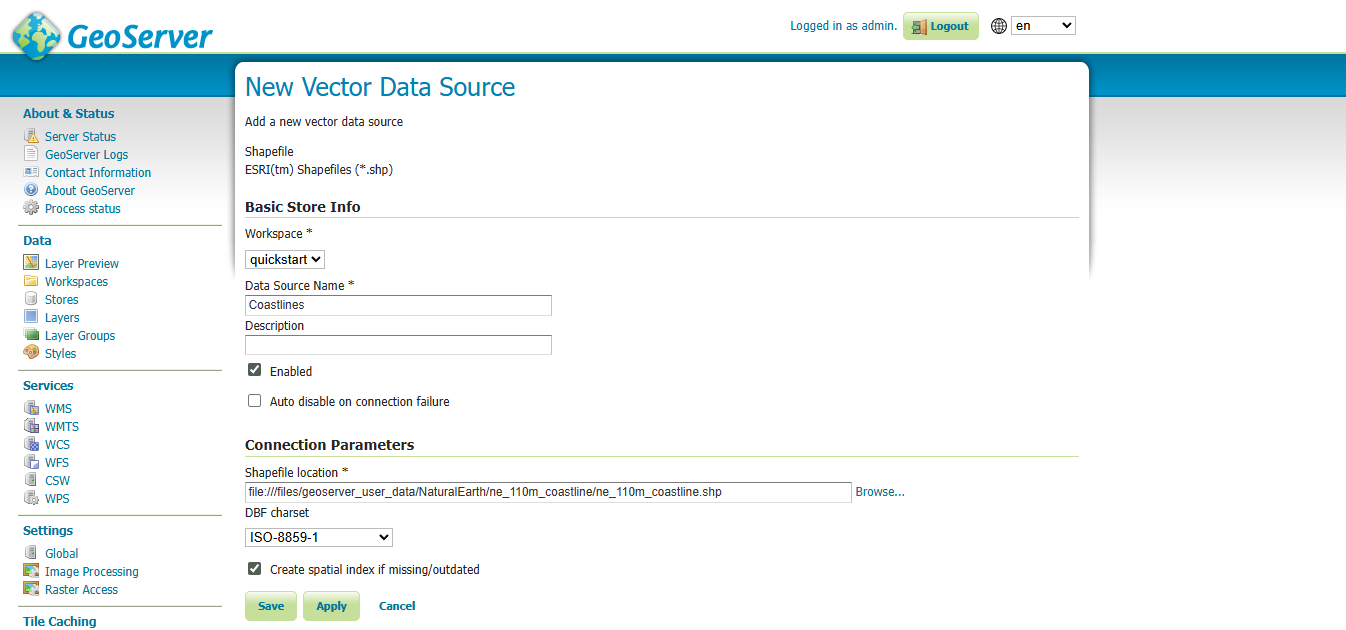 GeoServer
Logged in as admin. Logout en
New Vector Data Source
Add a new vector data source
Shapefile
ESRI(tm) Shapefiles (*.shp)
Basic Store Info
Workspace *
quickstart
Data Source Name *
Coastlines
Description
Enabled
Auto disable on connection failure
Connection Parameters
Shapefile location *
file:///files/geoserver_user_data/NaturalEarth/ne_110m_coastline/ne_110m_coastline.shp Browse...
DBF charset
ISO-8859-1
Create spatial index if missing/outdated
Save Apply Cancel
About & Status
Server Status
GeoServer Logs
Contact Information
About GeoServer
Process status
Data
Layer Preview
Workspaces
Stores
Layers
Layer Groups
Styles
Services
WMS
WMTS
WCS
WFS
CSW
WPS
Settings
Global
Image Processing
Raster Access
Tile Caching